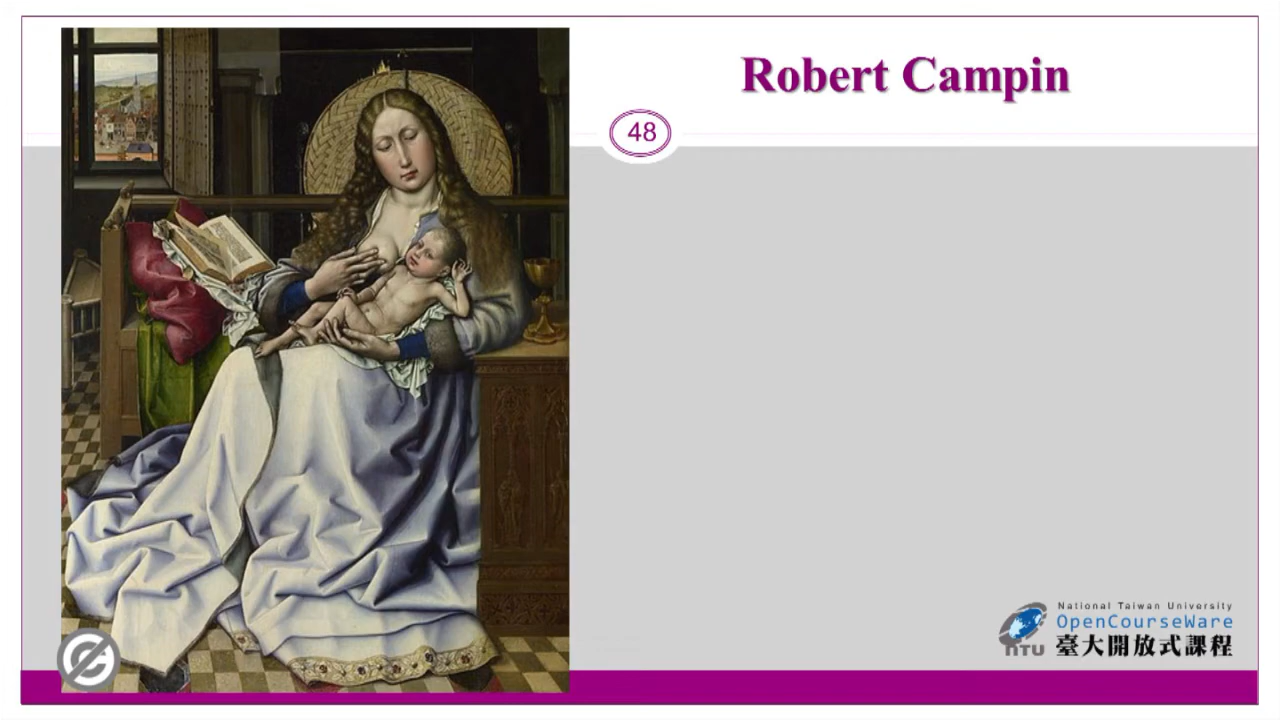 Robert Campin
48
National Taiwan University
OpenCourseWare
NTU
臺大開放式課程